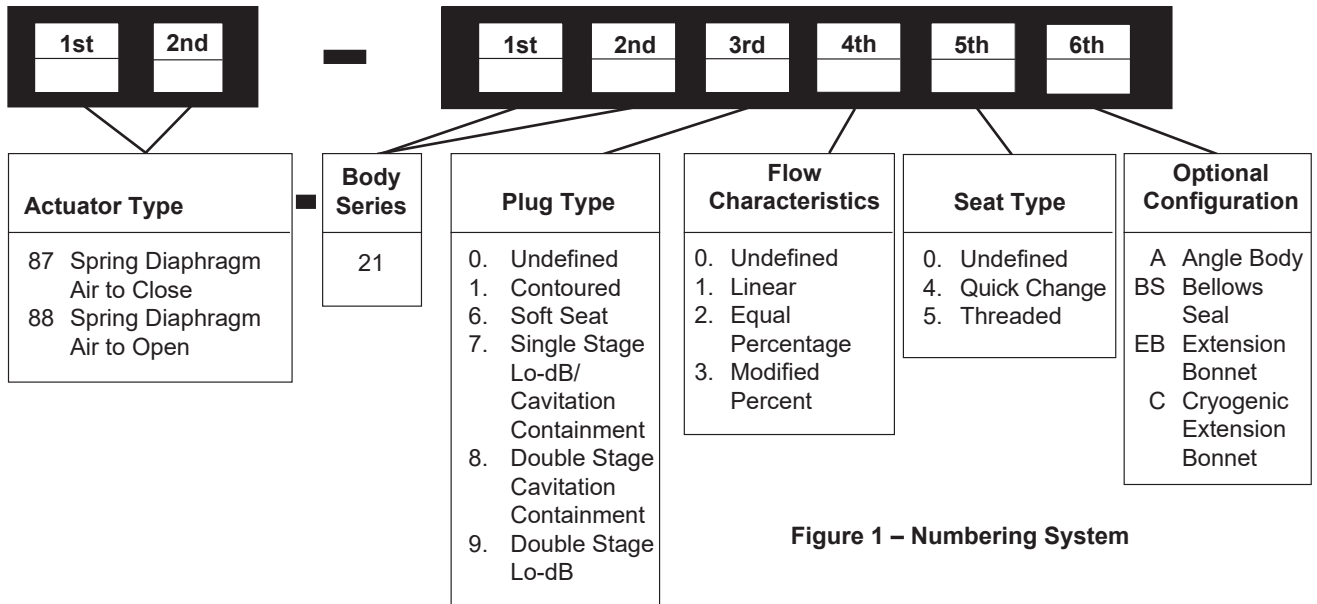 1st
2nd
1st
2nd
3rd
4th
5th
6th
Actuator Type
87 Spring Diaphragm
Air to Close
88 Spring Diaphragm
Air to Open
Body
Series
21
Plug Type
0. Undefined
1. Contoured
6. Soft Seat
7. Single Stage
Lo-dB/
Cavitation
Containment
8. Double Stage
Cavitation
Containment
9. Double Stage
Lo-dB
Flow
Characteristics
0. Undefined
1. Linear
2. Equal
Percentage
3. Modified
Percent
Seat Type
0. Undefined
4. Quick Change
5. Threaded
Optional
Configuration
A Angle Body
BS Bellows
Seal
EB Extension
Bonnet
C Cryogenic
Extension
Bonnet
Figure 1 – Numbering System